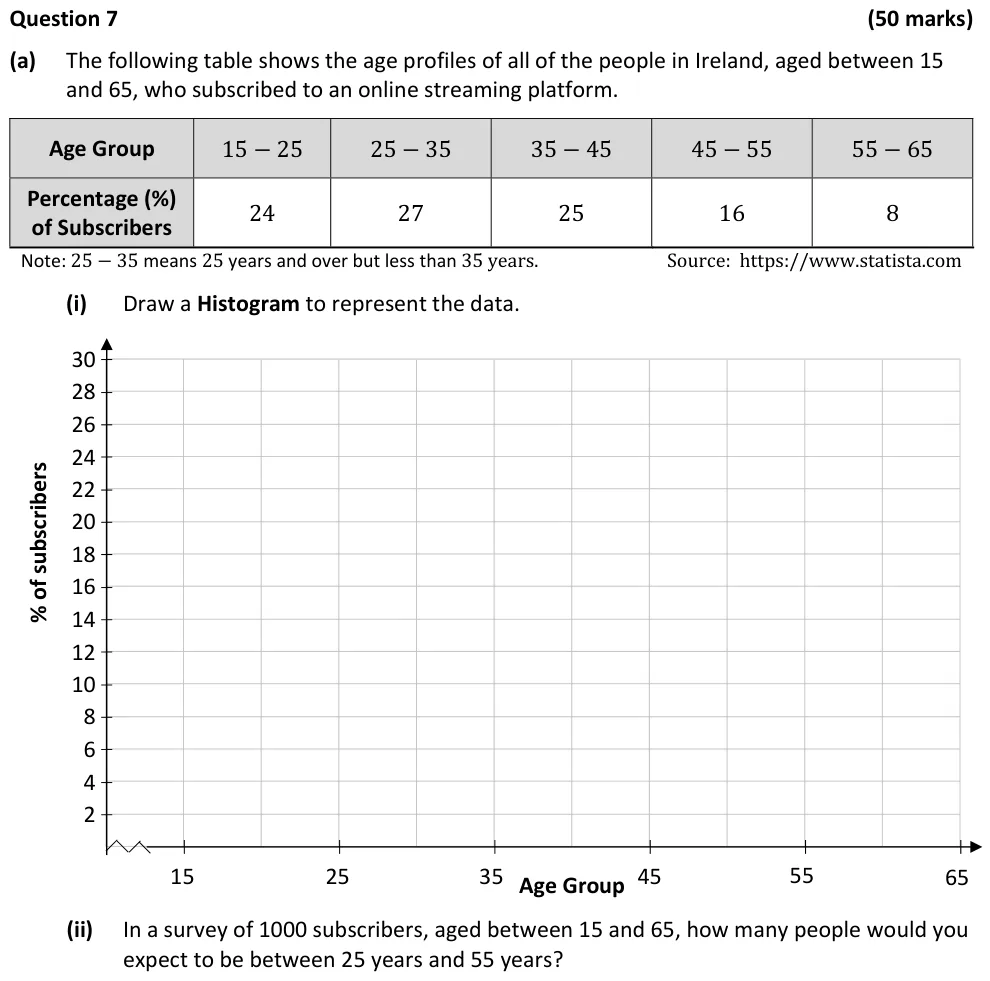 Question 7 (50 marks)
(a) The following table shows the age profiles of all of the people in Ireland, aged between 15
and 65, who subscribed to an online streaming platform.
Age Group 15 − 25 25 − 35 35 − 45 45 − 55 55 − 65
Percentage (%)
of Subscribers 24 27 25 16 8
Note: 25 − 35 means 25 years and over but less than 35 years. Source: https://www.statista.com
(i) Draw a Histogram to represent the data.
30
28
26
24
22
20
18
16
14
12
10
8
6
4
2
% of subscribers
15 25 35 45 55 65
Age Group
(ii) In a survey of 1000 subscribers, aged between 15 and 65, how many people would you
expect to be between 25 years and 55 years?